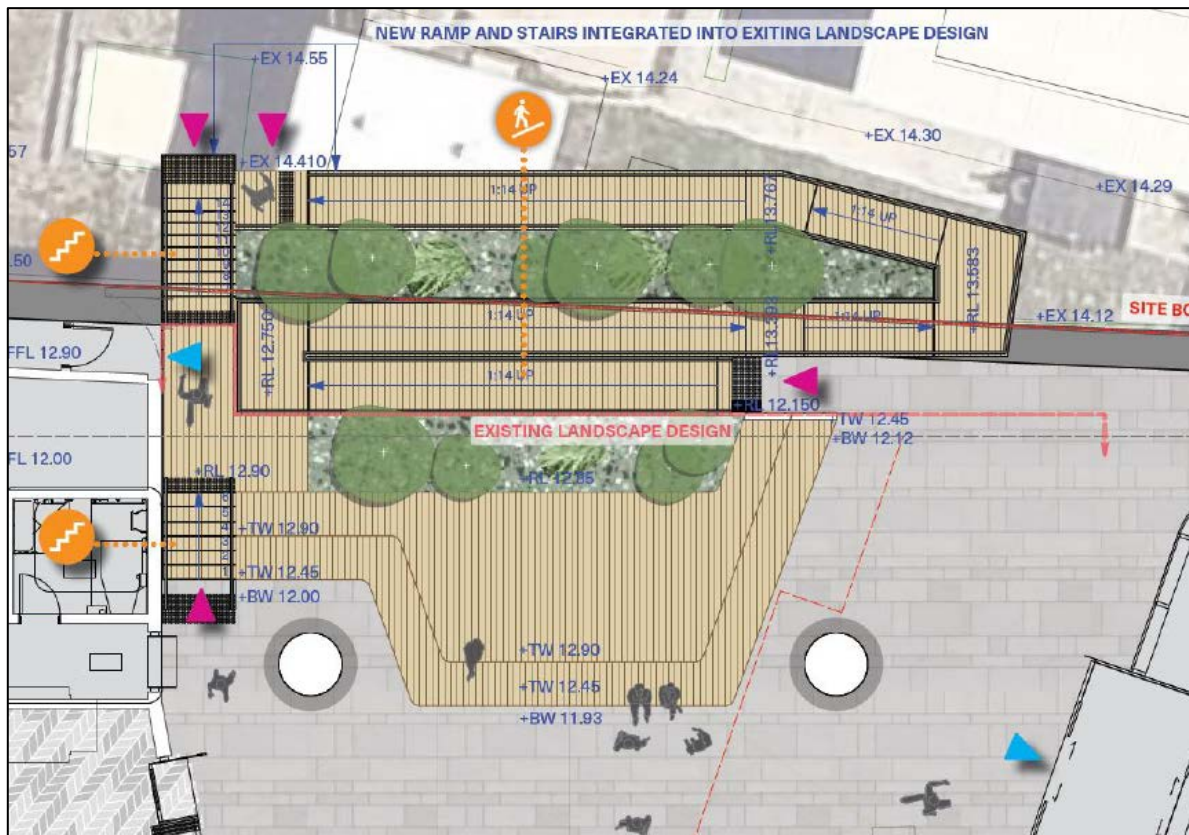 NEW RAMP AND STAIRS INTEGRATED INTO EXITING LANDSCAPE DESIGN
+EX 14.55
+EX 14.24
+EX 14.30
57
+EX 14.410
+EX 14.29
1:14 UP
+RL 13.767
1:14 UP
14
.50
+RL 13.583
SITE BO
+EX 14.12
+RL 12.750
1:14 UP
1:14 UP
FFL 12.90
1:14 UP
+RL 12.150
TW 12.45
EXISTING LANDSCAPE DESIGN
+BW 12.12
FL 12.00
+RL 12.90
+RL 12.85
+TW 12.90
+TW 12.45
+BW 12.00
+TW 12.90
+TW 12.45
+BW 11.93